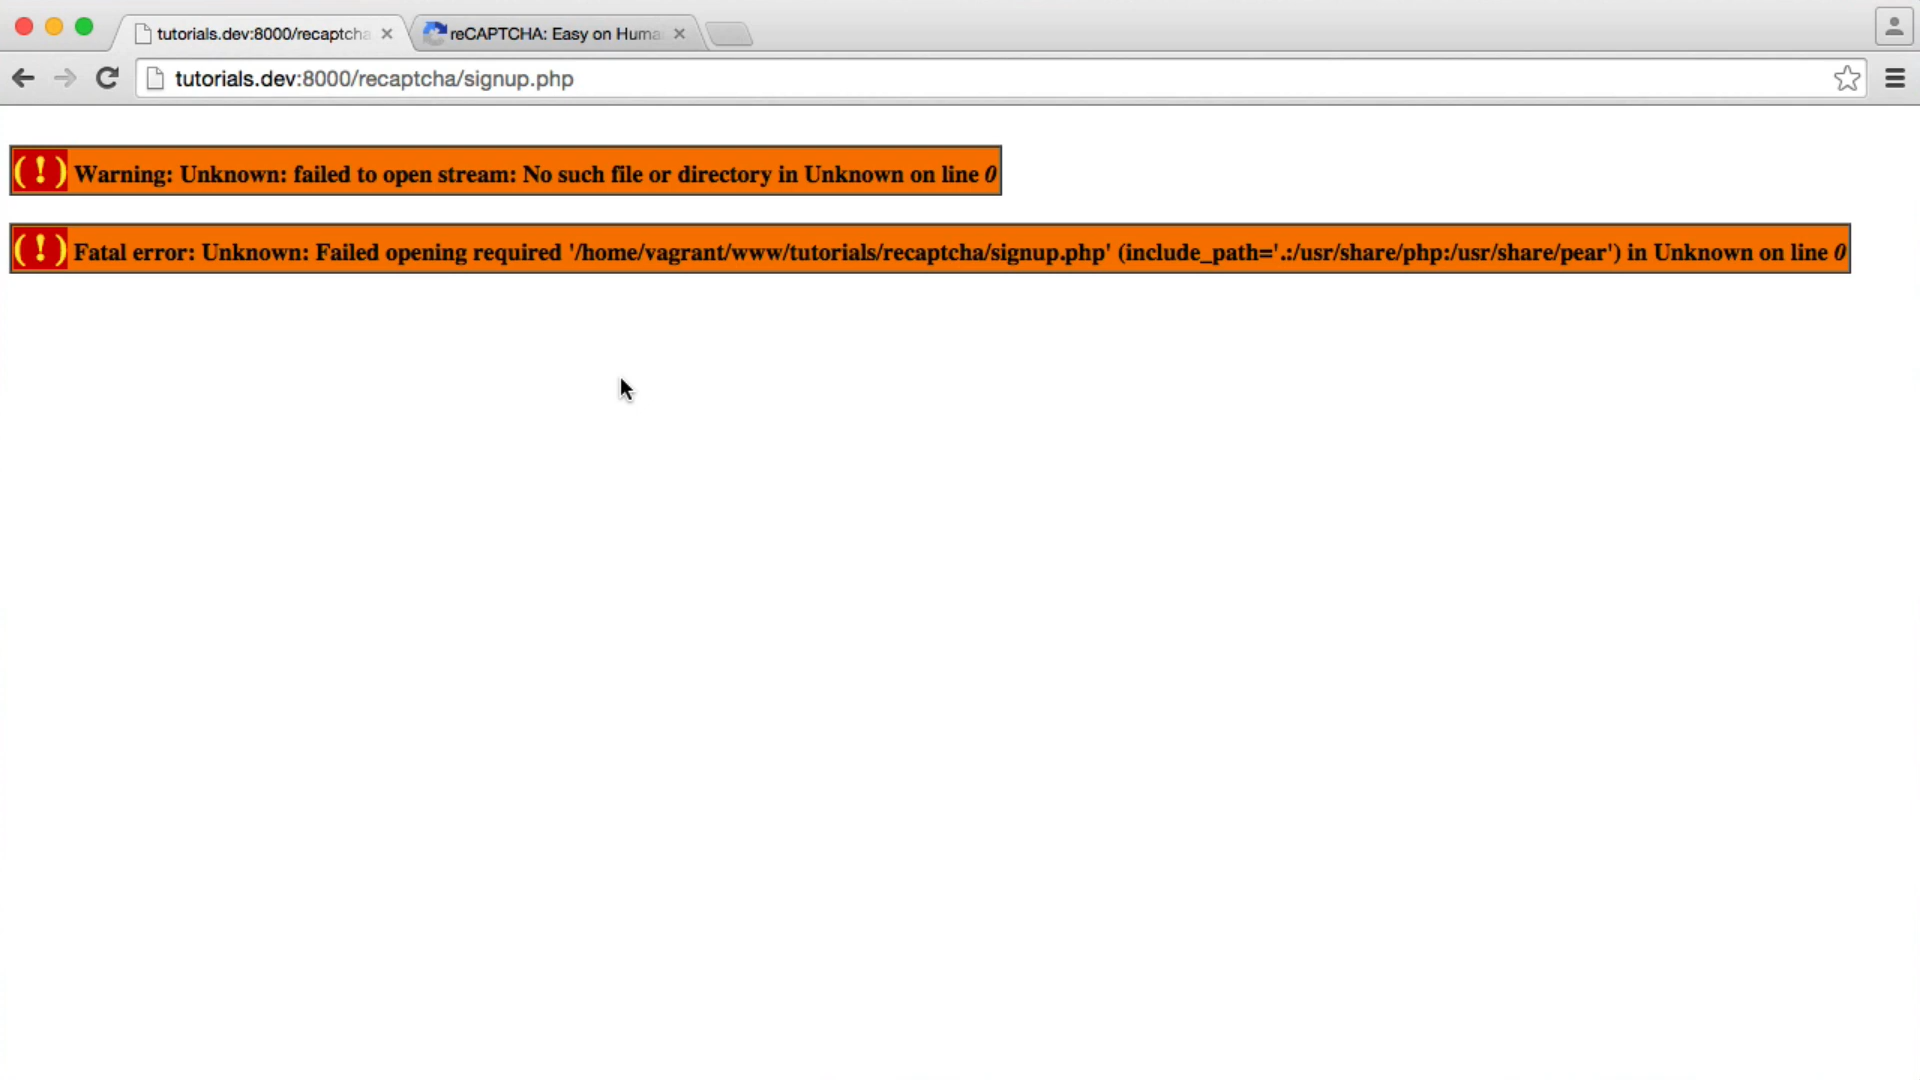 tutorials.dev:8000/recaptcha
reCAPTCHA: Easy on Huma
tutorials.dev:8000/recaptcha/signup.php
( ! ) Warning: Unknown: failed to open stream: No such file or directory in Unknown on line 0
( ! ) Fatal error: Unknown: Failed opening required '/home/vagrant/www/tutorials/recaptcha/signup.php' (include_path='.:/usr/share/php:/usr/share/pear') in Unknown on line 0